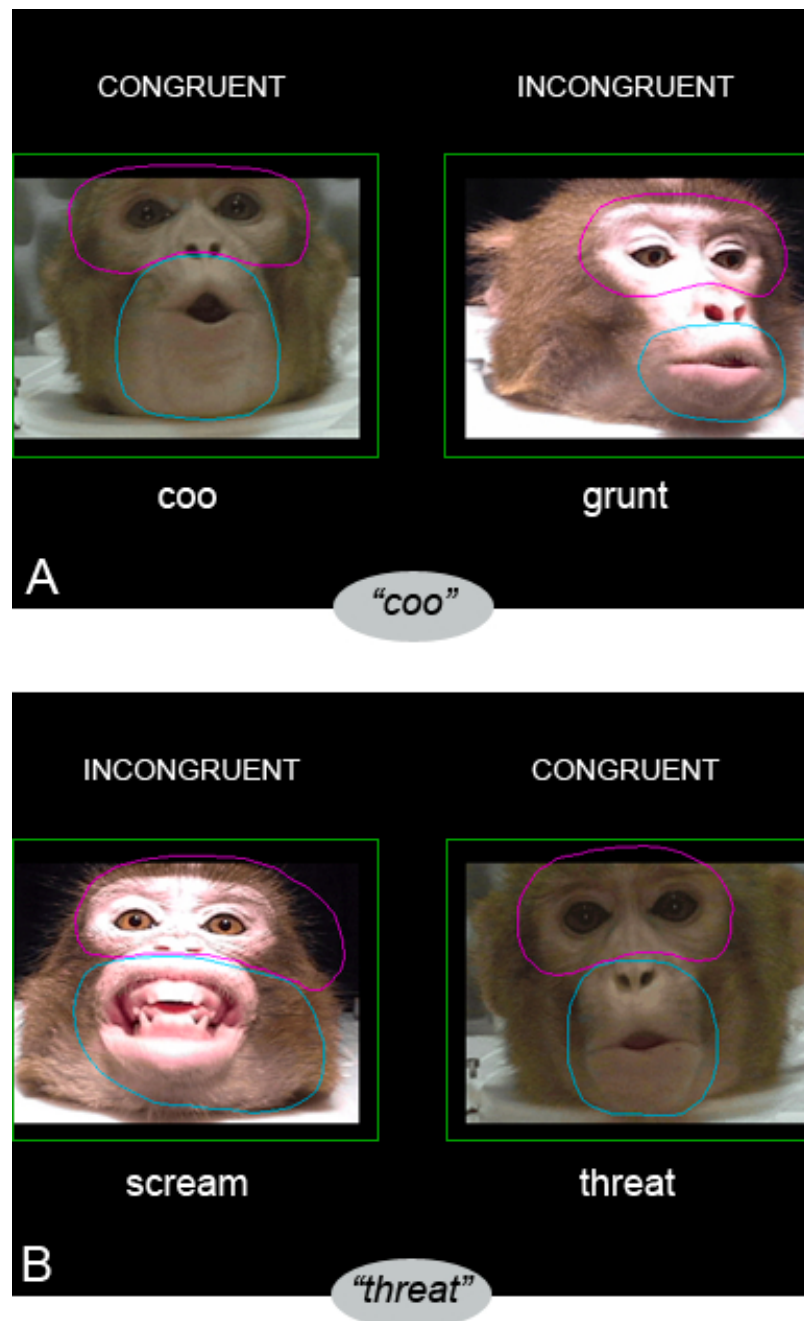 CONGRUENT INCONGRUENT
coo grunt
A
“coo”
INCONGRUENT CONGRUENT
scream threat
B
“threat”